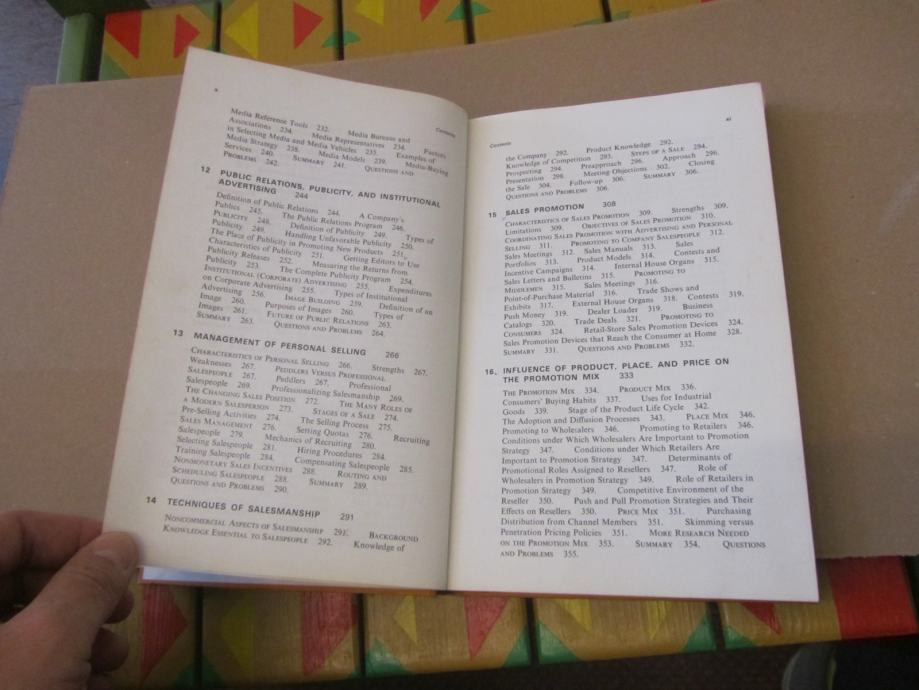 x
Contents
Media Reference Tools 232. Media Bureaus and
Associations 234. Media Representatives 234. Factors
in Selecting Media and Media Vehicles 235. Examples of
Media Strategy 238. Media Models 239. Media-Buying
Services 240. SUMMARY 241. QUESTIONS AND
PROBLEMS 242.
12 PUBLIC RELATIONS, PUBLICITY, AND INSTITUTIONAL
ADVERTISING 244
Definition of Public Relations 244. A Company's
Publics 245. The Public Relations Program 246.
PUBLICITY 248. Definition of Publicity 249. Types of
Publicity 249. Handling Unfavorable Publicity 250.
The Place of Publicity in Promoting New Products 251.
Characteristics of Publicity 251. Getting Editors to Use
Publicity Releases 252. Measuring the Returns from
Publicity 253. The Complete Publicity Program 254.
INSTITUTIONAL (CORPORATE) ADVERTISING 255. Expenditures
on Corporate Advertising 255. Types of Institutional
Advertising 256. IMAGE BUILDING 259. Definition of an
Image 260. Purposes of Images 260. Types of
Images 261. FUTURE OF PUBLIC RELATIONS 263.
SUMMARY 263. QUESTIONS AND PROBLEMS 264.
13 MANAGEMENT OF PERSONAL SELLING 266
CHARACTERISTICS OF PERSONAL SELLING 266. Strengths 267.
Weaknesses 267. PEDDLERS VERSUS PROFESSIONAL
SALESPEOPLE 267. Peddlers 267. Professional
Salespeople 269. Professionalizing Salesmanship 269.
THE CHANGING SALES POSITION 272. THE MANY ROLES OF
A MODERN SALESPERSON 273. STAGES OF A SALE 274.
Pre-Selling Activities 274. The Selling Process 275.
SALES MANAGEMENT 276. Setting Quotas 276. Recruiting
Salespeople 279. Mechanics of Recruiting 280.
Selecting Salespeople 281. Hiring Procedures 284.
Training Salespeople 284. Compensating Salespeople 285.
NONMONETARY SALES INCENTIVES 288. ROUTING AND
SCHEDULING SALESPEOPLE 288. SUMMARY 289.
QUESTIONS AND PROBLEMS 290.
14 TECHNIQUES OF SALESMANSHIP 291
NONCOMMERCIAL ASPECTS OF SALESMANSHIP 291. BACKGROUND
KNOWLEDGE ESSENTIAL TO SALESPEOPLE 292. Knowledge of
Contents
xi
the Company 292. Product Knowledge 292.
Knowledge of Competition 293. STEPS OF A SALE 294.
Prospecting 294. Preapproach 296. Approach 296.
Presentation 298. Meeting Objections 302. Closing
the Sale 304. Follow-up 306. SUMMARY 306.
QUESTIONS AND PROBLEMS 306.
15 SALES PROMOTION 308
CHARACTERISTICS OF SALES PROMOTION 309. Strengths 309.
Limitations 309. OBJECTIVES OF SALES PROMOTION 310.
COORDINATING SALES PROMOTION WITH ADVERTISING AND PERSONAL
SELLING 311. PROMOTING TO COMPANY SALESPEOPLE 312.
Sales Meetings 312. Sales Manuals 313. Sales
Portfolios 313. Product Models 314. Contests and
Incentive Campaigns 314. Internal House Organs 315.
Sales Letters and Bulletins 315. PROMOTING TO
MIDDLEMEN 315. Sales Meetings 316.
Point-of-Purchase Material 316. Trade Shows and
Exhibits 317. External House Organs 318. Contests 319.
Push Money 319. Dealer Loader 319. Business
Catalogs 320. Trade Deals 321. PROMOTING TO
CONSUMERS 324. Retail-Store Sales Promotion Devices 324.
Sales Promotion Devices that Reach the Consumer at Home 328.
SUMMARY 331. QUESTIONS AND PROBLEMS 332.
16. INFLUENCE OF PRODUCT, PLACE, AND PRICE ON
THE PROMOTION MIX 333
THE PROMOTION MIX 334. PRODUCT MIX 336.
Consumers' Buying Habits 337. Uses for Industrial
Goods 339. Stage of the Product Life Cycle 342.
The Adoption and Diffusion Processes 343. PLACE MIX 346.
Promoting to Wholesalers 346. Promoting to Retailers 346.
Conditions under Which Wholesalers Are Important to Promotion
Strategy 347. Conditions under Which Retailers Are
Important to Promotion Strategy 347. Determinants of
Promotional Roles Assigned to Resellers 347. Role of
Wholesalers in Promotion Strategy 349. Role of Retailers in
Promotion Strategy 349. Competitive Environment of the
Reseller 350. Push and Pull Promotion Strategies and Their
Effects on Resellers 350. PRICE MIX 351. Purchasing
Distribution from Channel Members 351. Skimming versus
Penetration Pricing Policies 351. MORE RESEARCH NEEDED
ON THE PROMOTION MIX 353. SUMMARY 354. QUESTIONS
AND PROBLEMS 355.